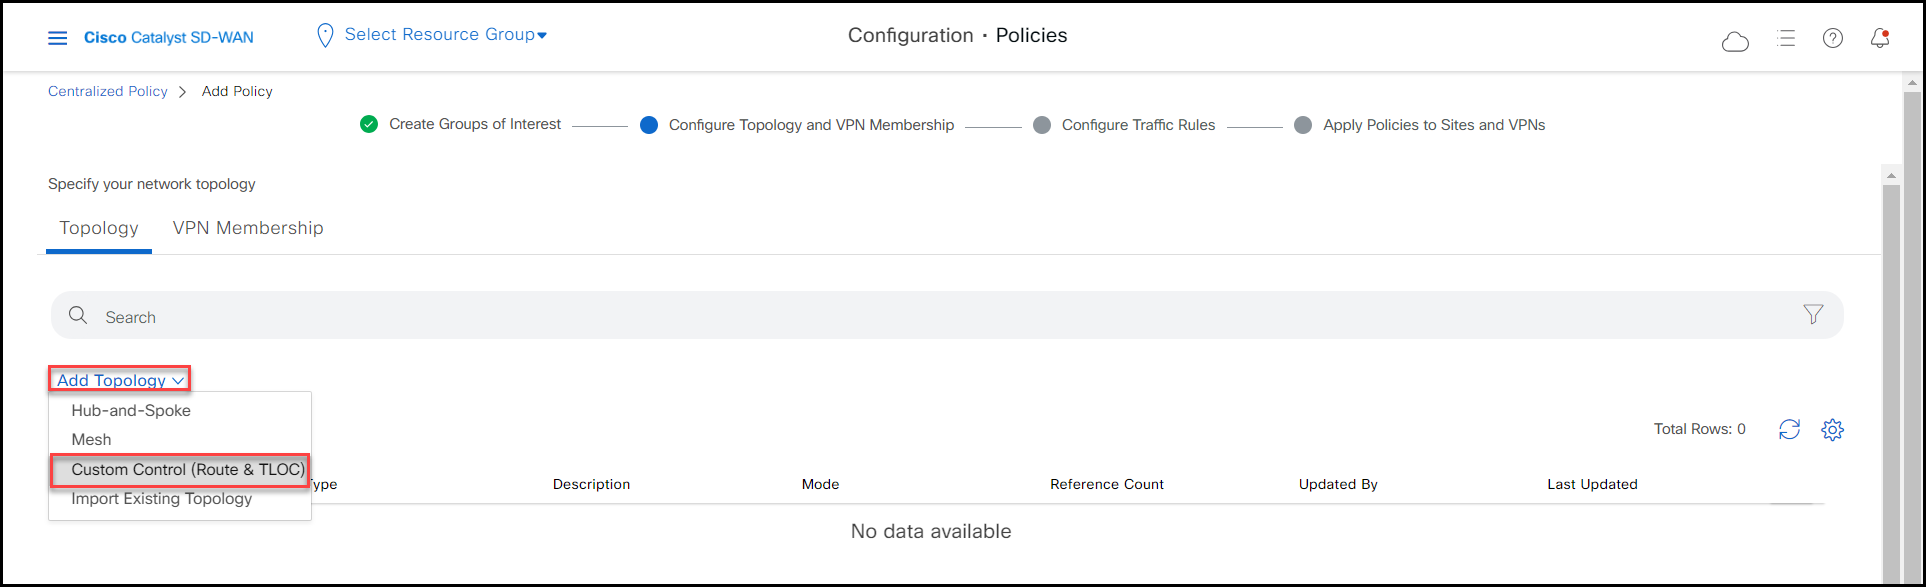 Cisco Catalyst SD-WAN
Select Resource Group
Configuration · Policies
Centralized Policy > Add Policy
Create Groups of Interest
Configure Topology and VPN Membership
Configure Traffic Rules
Apply Policies to Sites and VPNs
Specify your network topology
Topology
VPN Membership
Search
Add Topology
Hub-and-Spoke
Mesh
Custom Control (Route & TLOC)
Import Existing Topology
Total Rows: 0
ype
Description
Mode
Reference Count
Updated By
Last Updated
No data available